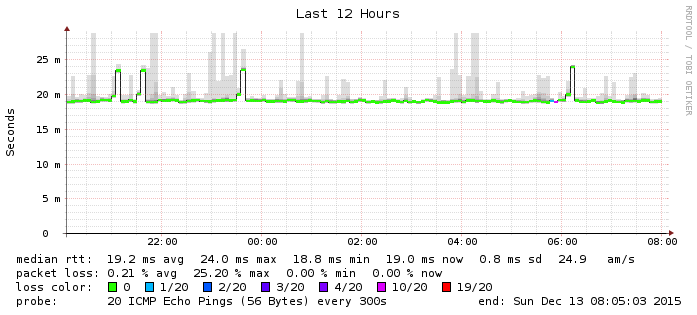 Last 12 Hours
RRDTOOL / TOBI OETIKER
Seconds
25 m
20 m
15 m
10 m
5 m
0
22:00 00:00 02:00 04:00 06:00 08:00
median rtt: 19.2 ms avg 24.0 ms max 18.8 ms min 19.0 ms now 0.8 ms sd 24.9 am/s
packet loss: 0.21 % avg 25.20 % max 0.00 % min 0.00 % now
loss color: 0 1/20 2/20 3/20 4/20 10/20 19/20
probe: 20 ICMP Echo Pings (56 Bytes) every 300s end: Sun Dec 13 08:05:03 2015